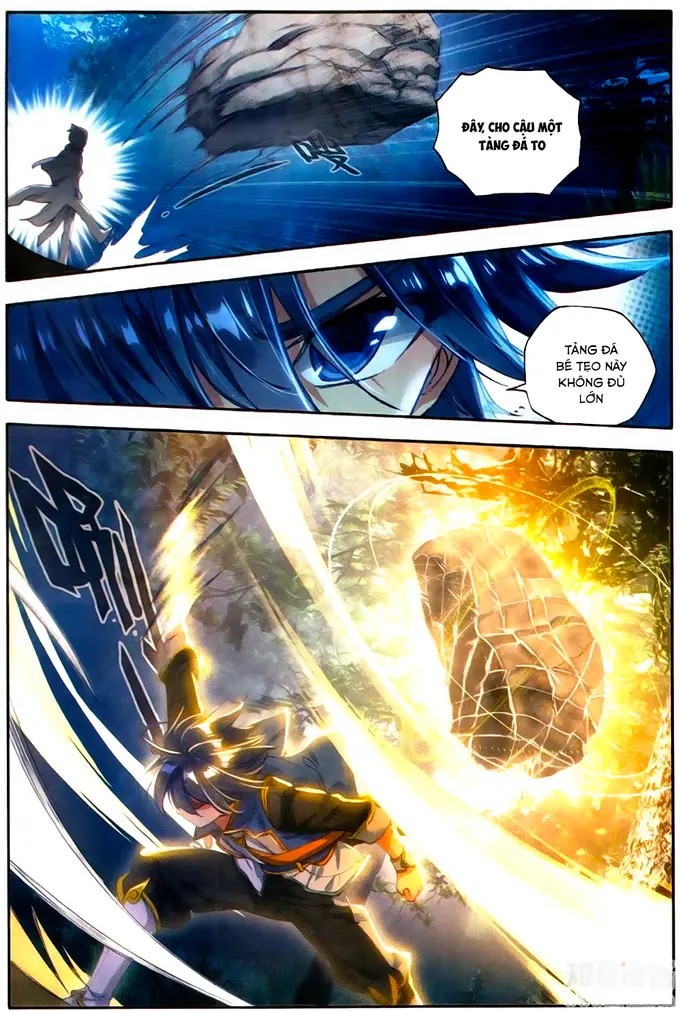 ĐÂY, CHO CẬU MỘT
TẢNG ĐÁ TO
TẢNG ĐÁ
BÉ TẸO NÀY
KHÔNG ĐỦ
LỚN